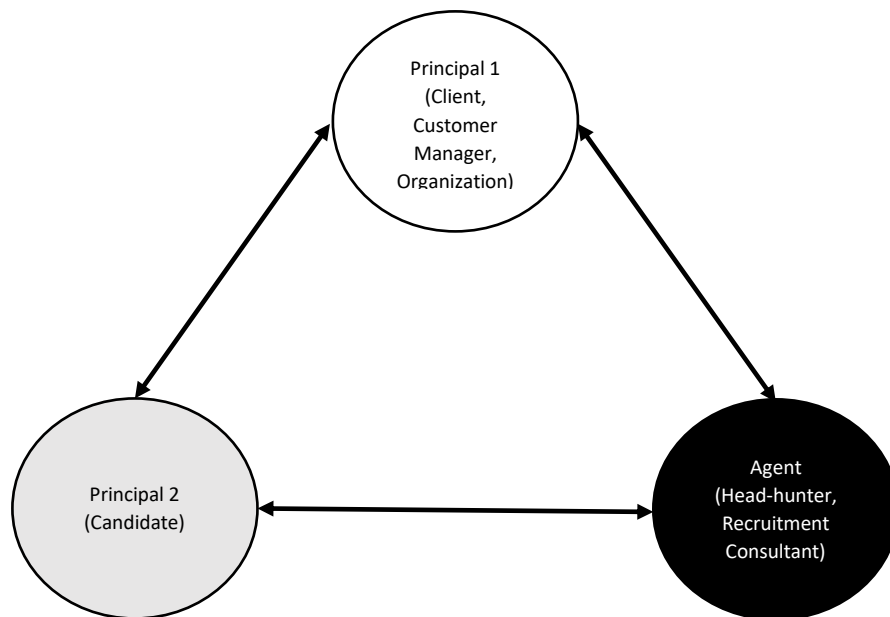 Principal 1
(Client,
Customer
Manager,
Organization)
Principal 2
(Candidate)
Agent
(Head-hunter,
Recruitment
Consultant)